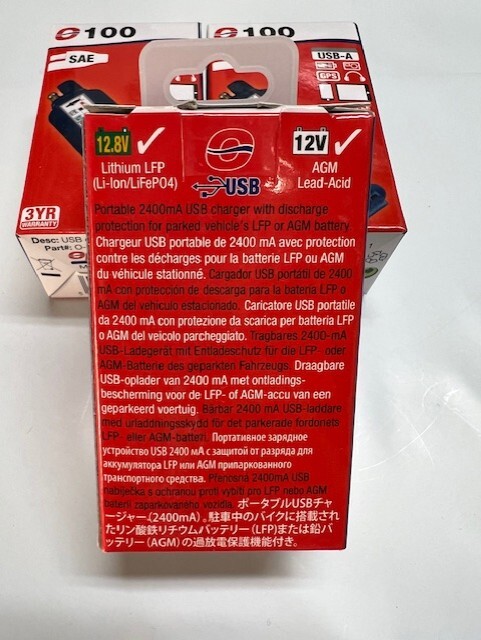 100
SAE
100
USB-A
GPS
3YR
WARRANTY
Desc: USB
Part#: O-
12.8V
Lithium LFP
(Li-Ion/LiFePO4)
USB
12V
AGM
Lead-Acid
Portable 2400mA USB charger with discharge
protection for parked vehicle's LFP or AGM battery.
Chargeur USB portable de 2400 mA avec protection
contre les décharges pour la batterie LFP ou AGM
du véhicule stationné. Cargador USB portátil de 2400
mA con protección de descarga para la batería LFP o
AGM del vehículo estacionado. Caricatore USB portatile
da 2400 mA con protezione da scarica per batteria LFP
o AGM del veicolo parcheggiato. Tragbares 2400-mA
USB-Ladegerät mit Entladeschutz für die LFP- oder
AGM-Batterie des geparkten Fahrzeugs. Draagbare
USB-oplader van 2400 mA met ontladings-
bescherming voor de LFP- of AGM-accu van een
geparkeerd voertuig. Bärbar 2400 mA USB-laddare
med urladdningsskydd för det parkerade fordonets
LFP- eller AGM-batteri. Портативное зарядное
устройство USB 2400 мА с защитой от разряда для
аккумулятора LFP или AGM припаркованного
транспортного средства. Přenosná 2400mA USB
nabíječka s ochranou proti vybití pro LFP nebo AGM
baterii zaparkovaného vozidla. ポータブルUSBチャ
ージャー.(2400mA)。駐車中のバイクに搭載され
たリン酸鉄リチウムバッテリー(LFP)または鉛バ
ッテリー(AGM)の過放電保護機能付き。